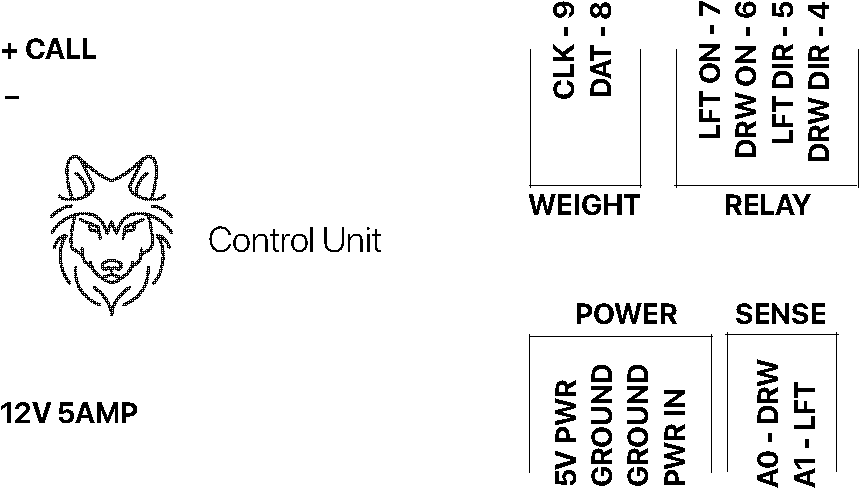 + CALL
–
CLK - 9
DAT - 8
WEIGHT
LFT ON - 7
DRW ON - 6
LFT DIR - 5
DRW DIR - 4
RELAY
Control Unit
12V 5AMP
POWER
5V PWR
GROUND
GROUND
PWR IN
SENSE
A0 - DRW
A1 - LFT